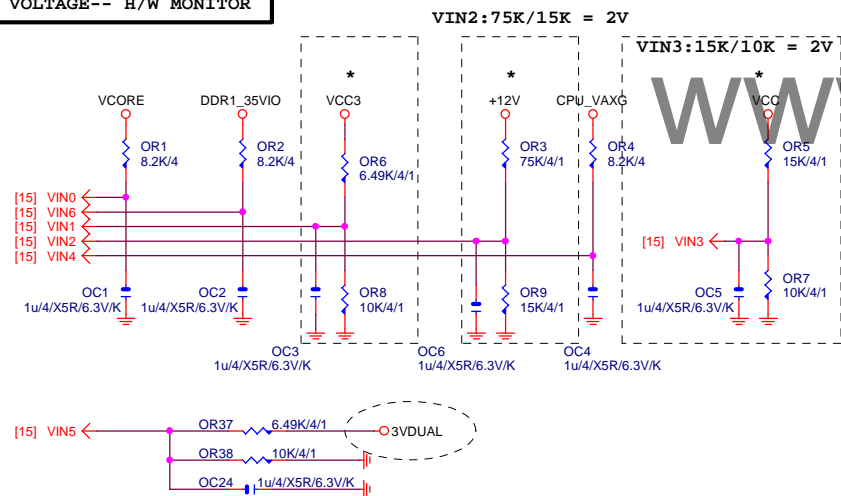 VOLTAGE-- H/W MONITOR
VIN2:75K/15K = 2V
VIN3:15K/10K = 2V
WWW
*
*
*
VCORE
DDR1_35VIO
VCC3
+12V
CPU_VAXG
VCC
OR1
8.2K/4
OR2
8.2K/4
OR6
6.49K/4/1
OR3
75K/4/1
OR4
8.2K/4
OR5
15K/4/1
[15] VIN0
[15] VIN6
[15] VIN1
[15] VIN2
[15] VIN4
[15] VIN3
OC1
1u/4/X5R/6.3V/K
OC2
1u/4/X5R/6.3V/K
OR8
10K/4/1
OR9
15K/4/1
OC5
1u/4/X5R/6.3V/K
OR7
10K/4/1
OC3
1u/4/X5R/6.3V/K
OC6
1u/4/X5R/6.3V/K
OC4
1u/4/X5R/6.3V/K
[15] VIN5
OR37 6.49K/4/1
3VDUAL
OR38 10K/4/1
OC24 1u/4/X5R/6.3V/K